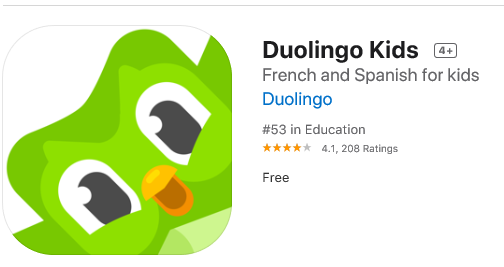 Duolingo Kids 4+
French and Spanish for kids
Duolingo
#53 in Education
4.1, 208 Ratings
Free